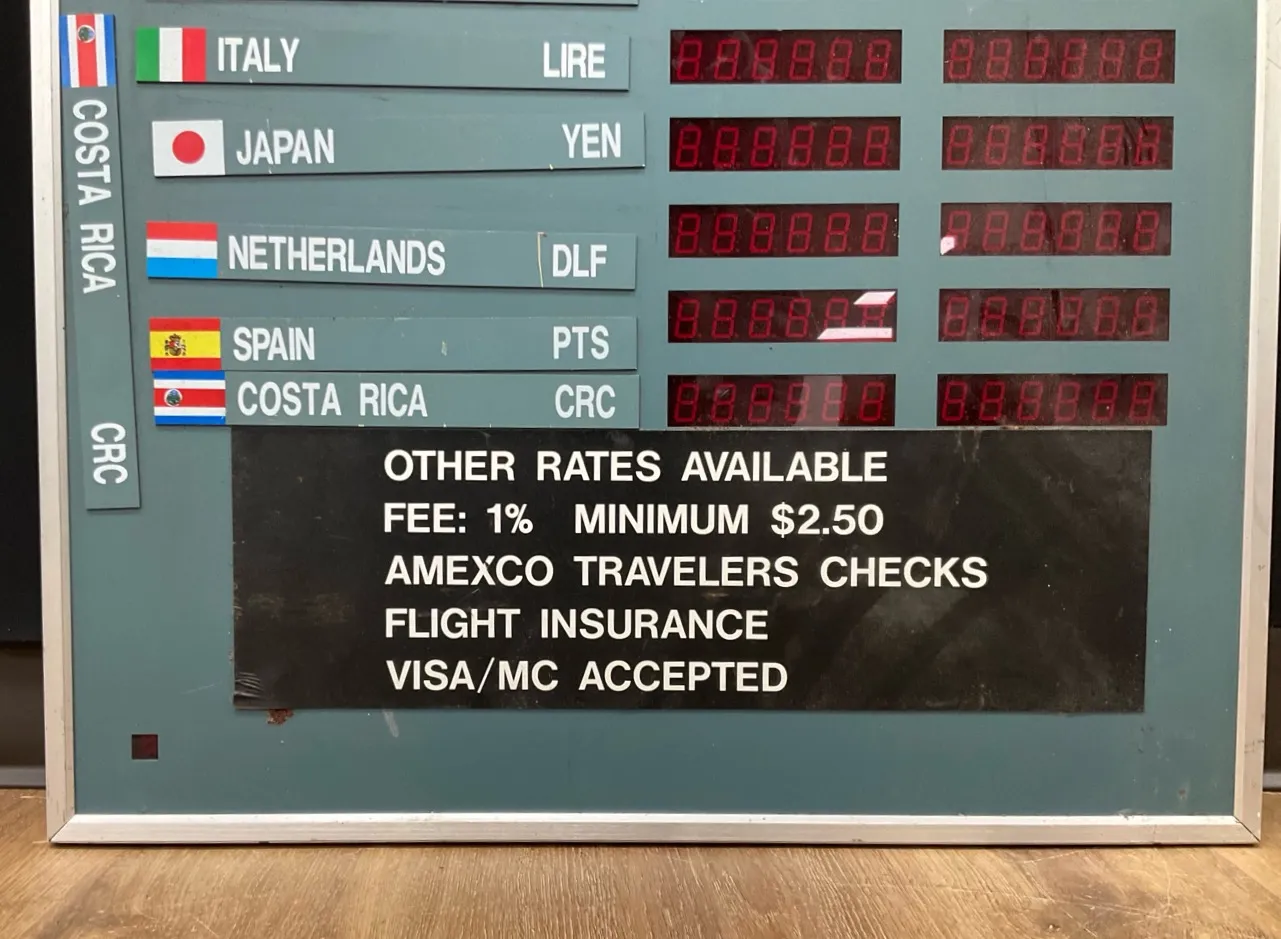 ITALY LIRE
JAPAN YEN
NETHERLANDS DLF
SPAIN PTS
COSTA RICA CRC
COSTA RICA CRC
OTHER RATES AVAILABLE
FEE: 1% MINIMUM $2.50
AMEXCO TRAVELERS CHECKS
FLIGHT INSURANCE
VISA/MC ACCEPTED